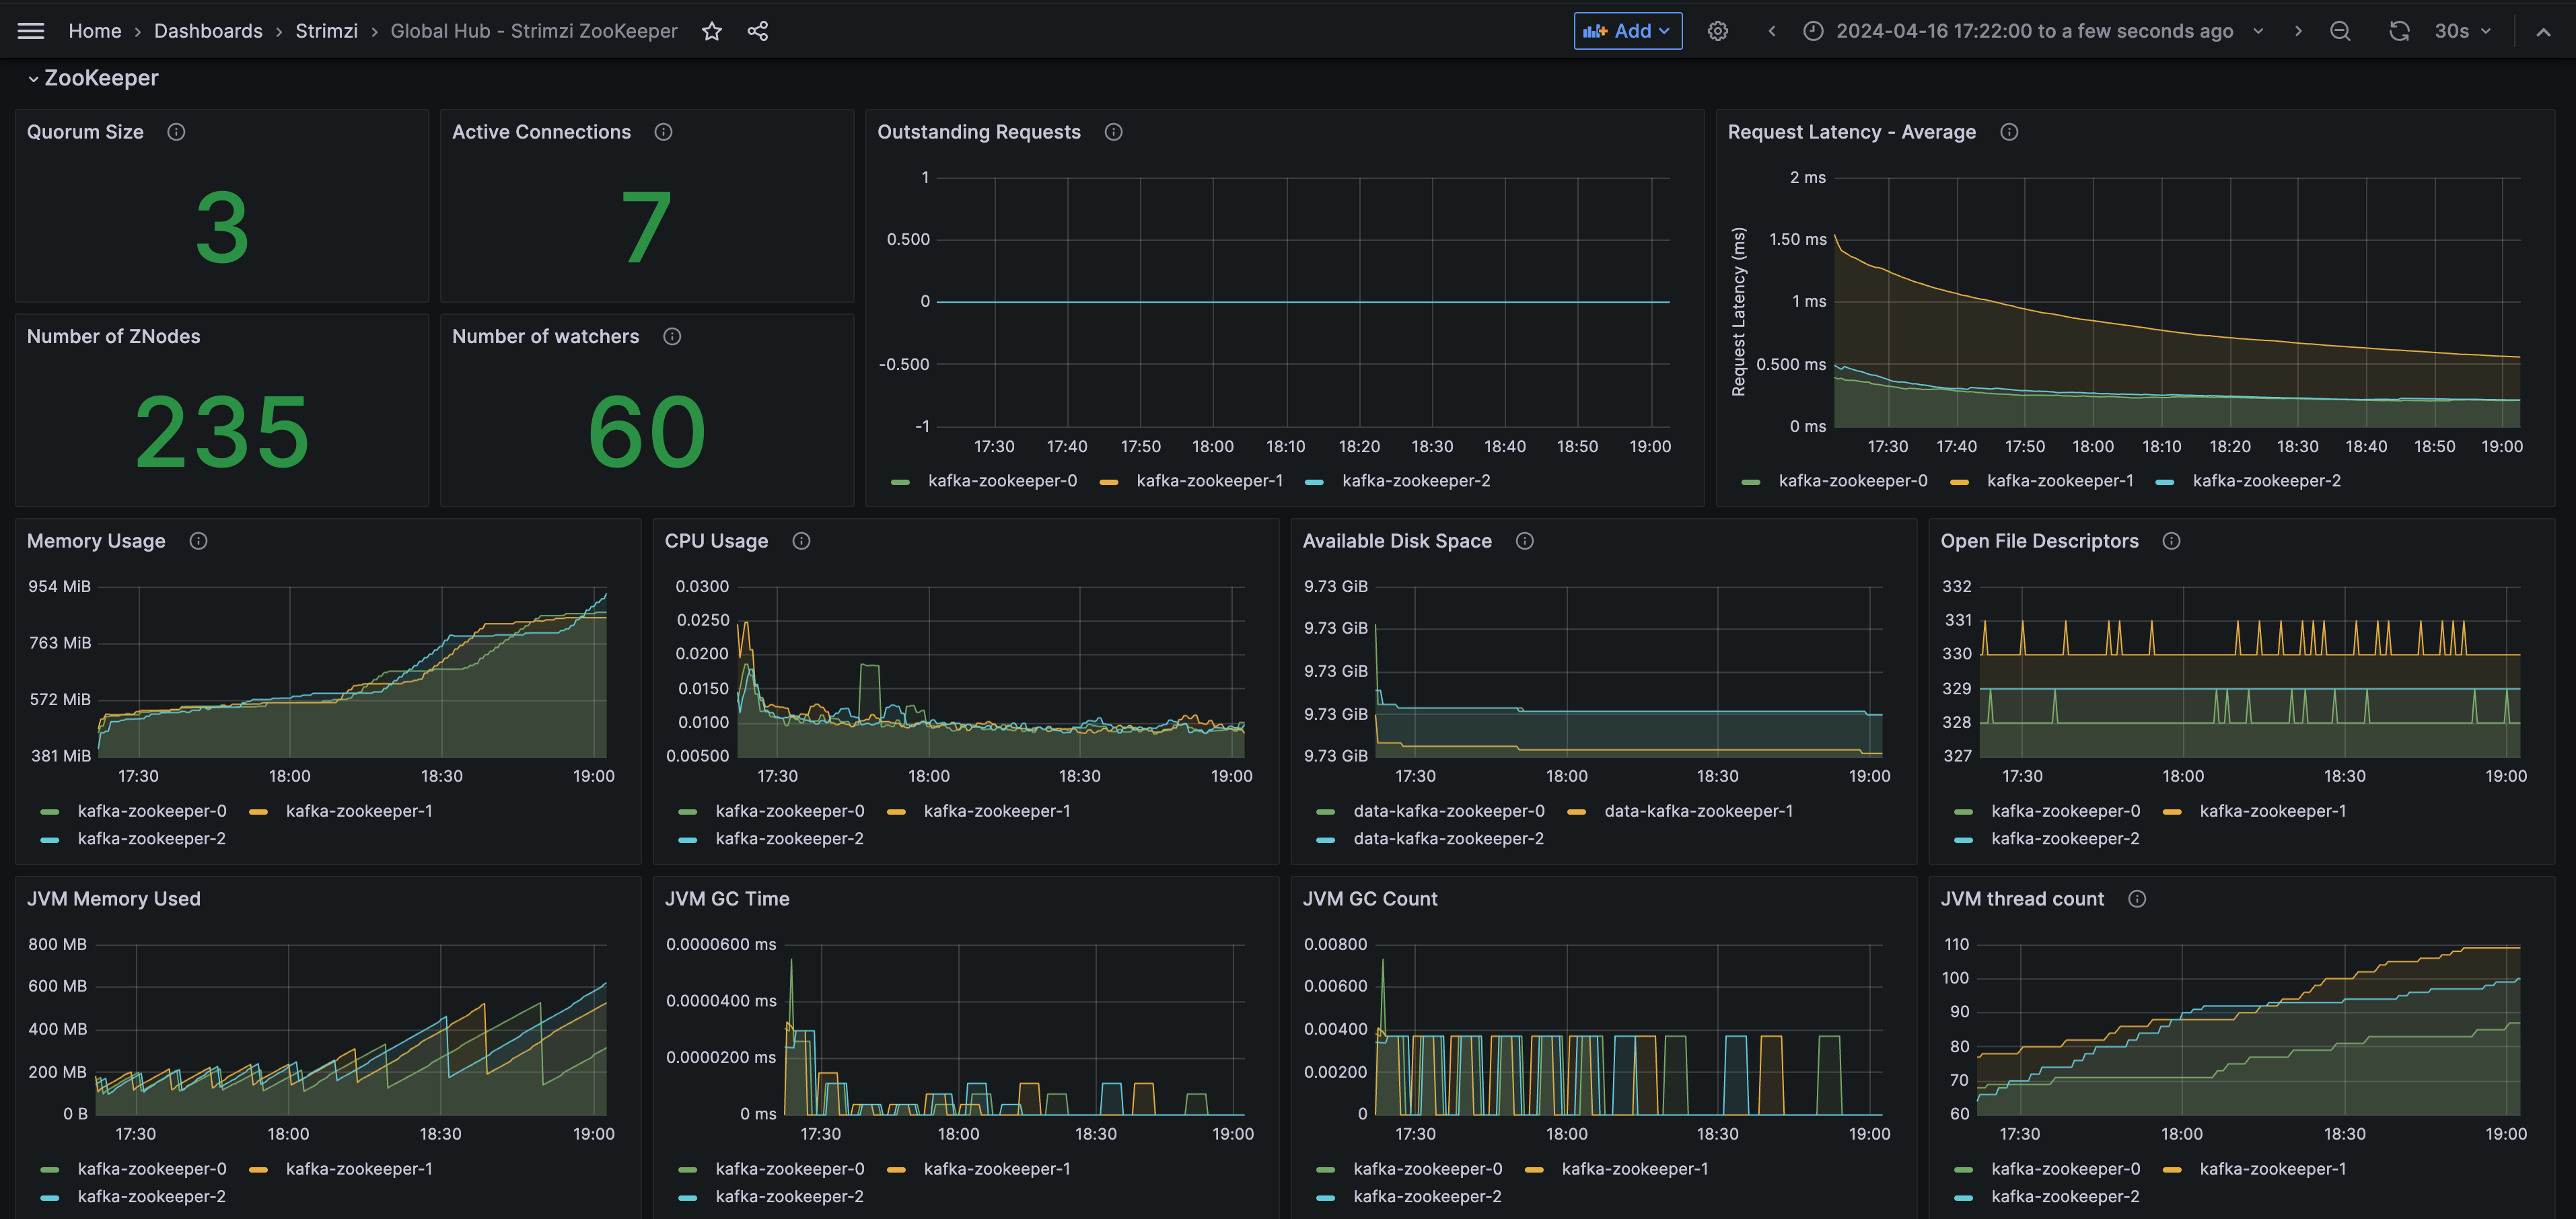 Home › Dashboards › Strimzi › Global Hub - Strimzi ZooKeeper
Add
2024-04-16 17:22:00 to a few seconds ago
30s
ZooKeeper
Quorum Size
3
Active Connections
7
Number of ZNodes
235
Number of watchers
60
Outstanding Requests
1
0.500
0
-0.500
-1
17:30 17:40 17:50 18:00 18:10 18:20 18:30 18:40 18:50 19:00
kafka-zookeeper-0 kafka-zookeeper-1 kafka-zookeeper-2
Request Latency - Average
Request Latency (ms)
2 ms
1.50 ms
1 ms
0.500 ms
0 ms
17:30 17:40 17:50 18:00 18:10 18:20 18:30 18:40 18:50 19:00
kafka-zookeeper-0 kafka-zookeeper-1 kafka-zookeeper-2
Memory Usage
954 MiB
763 MiB
572 MiB
381 MiB
17:30 18:00 18:30 19:00
kafka-zookeeper-0 kafka-zookeeper-1
kafka-zookeeper-2
CPU Usage
0.0300
0.0250
0.0200
0.0150
0.0100
0.00500
17:30 18:00 18:30 19:00
kafka-zookeeper-0 kafka-zookeeper-1
kafka-zookeeper-2
Available Disk Space
9.73 GiB
9.73 GiB
9.73 GiB
9.73 GiB
9.73 GiB
17:30 18:00 18:30 19:00
data-kafka-zookeeper-0 data-kafka-zookeeper-1
data-kafka-zookeeper-2
Open File Descriptors
332
331
330
329
328
327
17:30 18:00 18:30 19:00
kafka-zookeeper-0 kafka-zookeeper-1
kafka-zookeeper-2
JVM Memory Used
800 MB
600 MB
400 MB
200 MB
0 B
17:30 18:00 18:30 19:00
kafka-zookeeper-0 kafka-zookeeper-1
kafka-zookeeper-2
JVM GC Time
0.0000600 ms
0.0000400 ms
0.0000200 ms
0 ms
17:30 18:00 18:30 19:00
kafka-zookeeper-0 kafka-zookeeper-1
kafka-zookeeper-2
JVM GC Count
0.00800
0.00600
0.00400
0.00200
0
17:30 18:00 18:30 19:00
kafka-zookeeper-0 kafka-zookeeper-1
kafka-zookeeper-2
JVM thread count
110
100
90
80
70
60
17:30 18:00 18:30 19:00
kafka-zookeeper-0 kafka-zookeeper-1
kafka-zookeeper-2